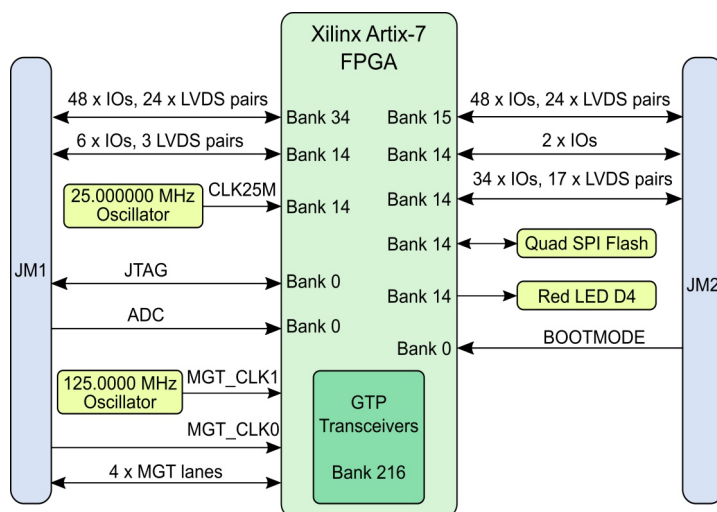 Xilinx Artix-7
FPGA
JM1
48 x IOs, 24 x LVDS pairs
Bank 34
6 x IOs, 3 LVDS pairs
Bank 14
25.000000 MHz
Oscillator
CLK25M
Bank 14
JTAG
Bank 0
ADC
Bank 0
125.0000 MHz
Oscillator
MGT_CLK1
MGT_CLK0
4 x MGT lanes
GTP
Transceivers
Bank 216
Bank 15
48 x IOs, 24 x LVDS pairs
Bank 14
2 x IOs
Bank 14
34 x IOs, 17 x LVDS pairs
Bank 14
Quad SPI Flash
Bank 14
Red LED D4
Bank 0
BOOTMODE
JM2